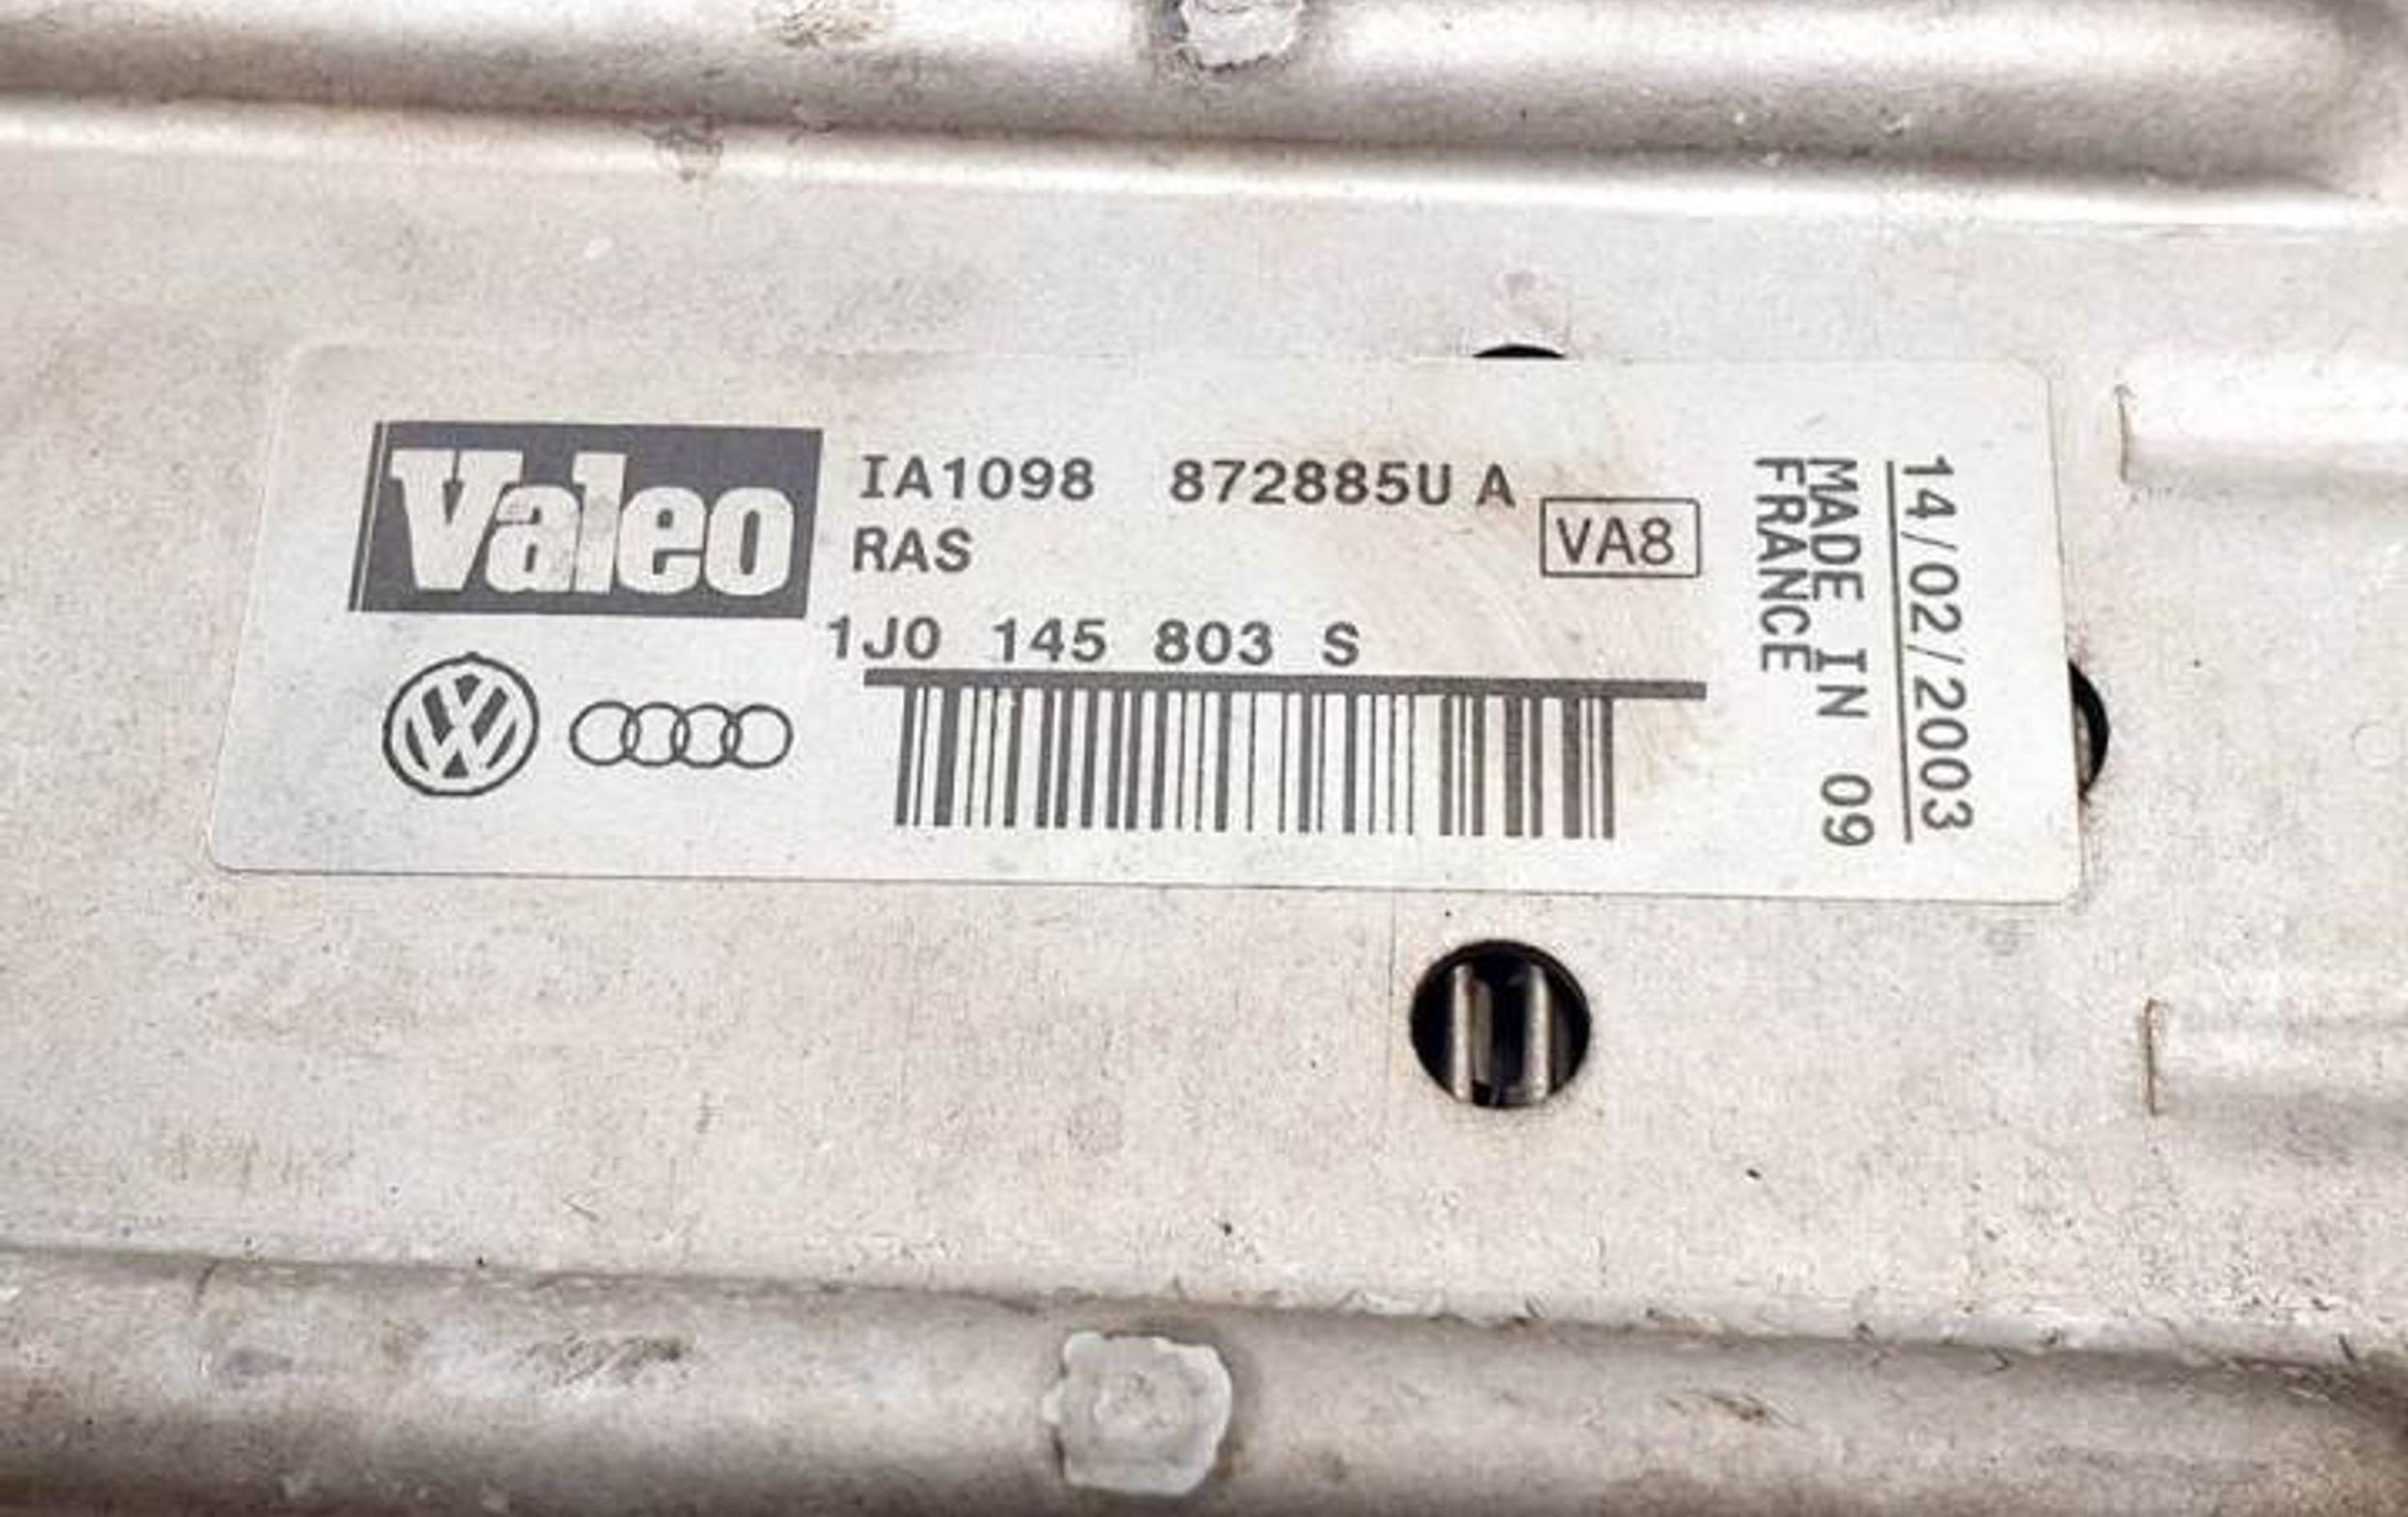 Valeo
IA1098 872885U A
RAS
VA8
1J0 145 803 S
14/02/2003
MADE IN 09
FRANCE